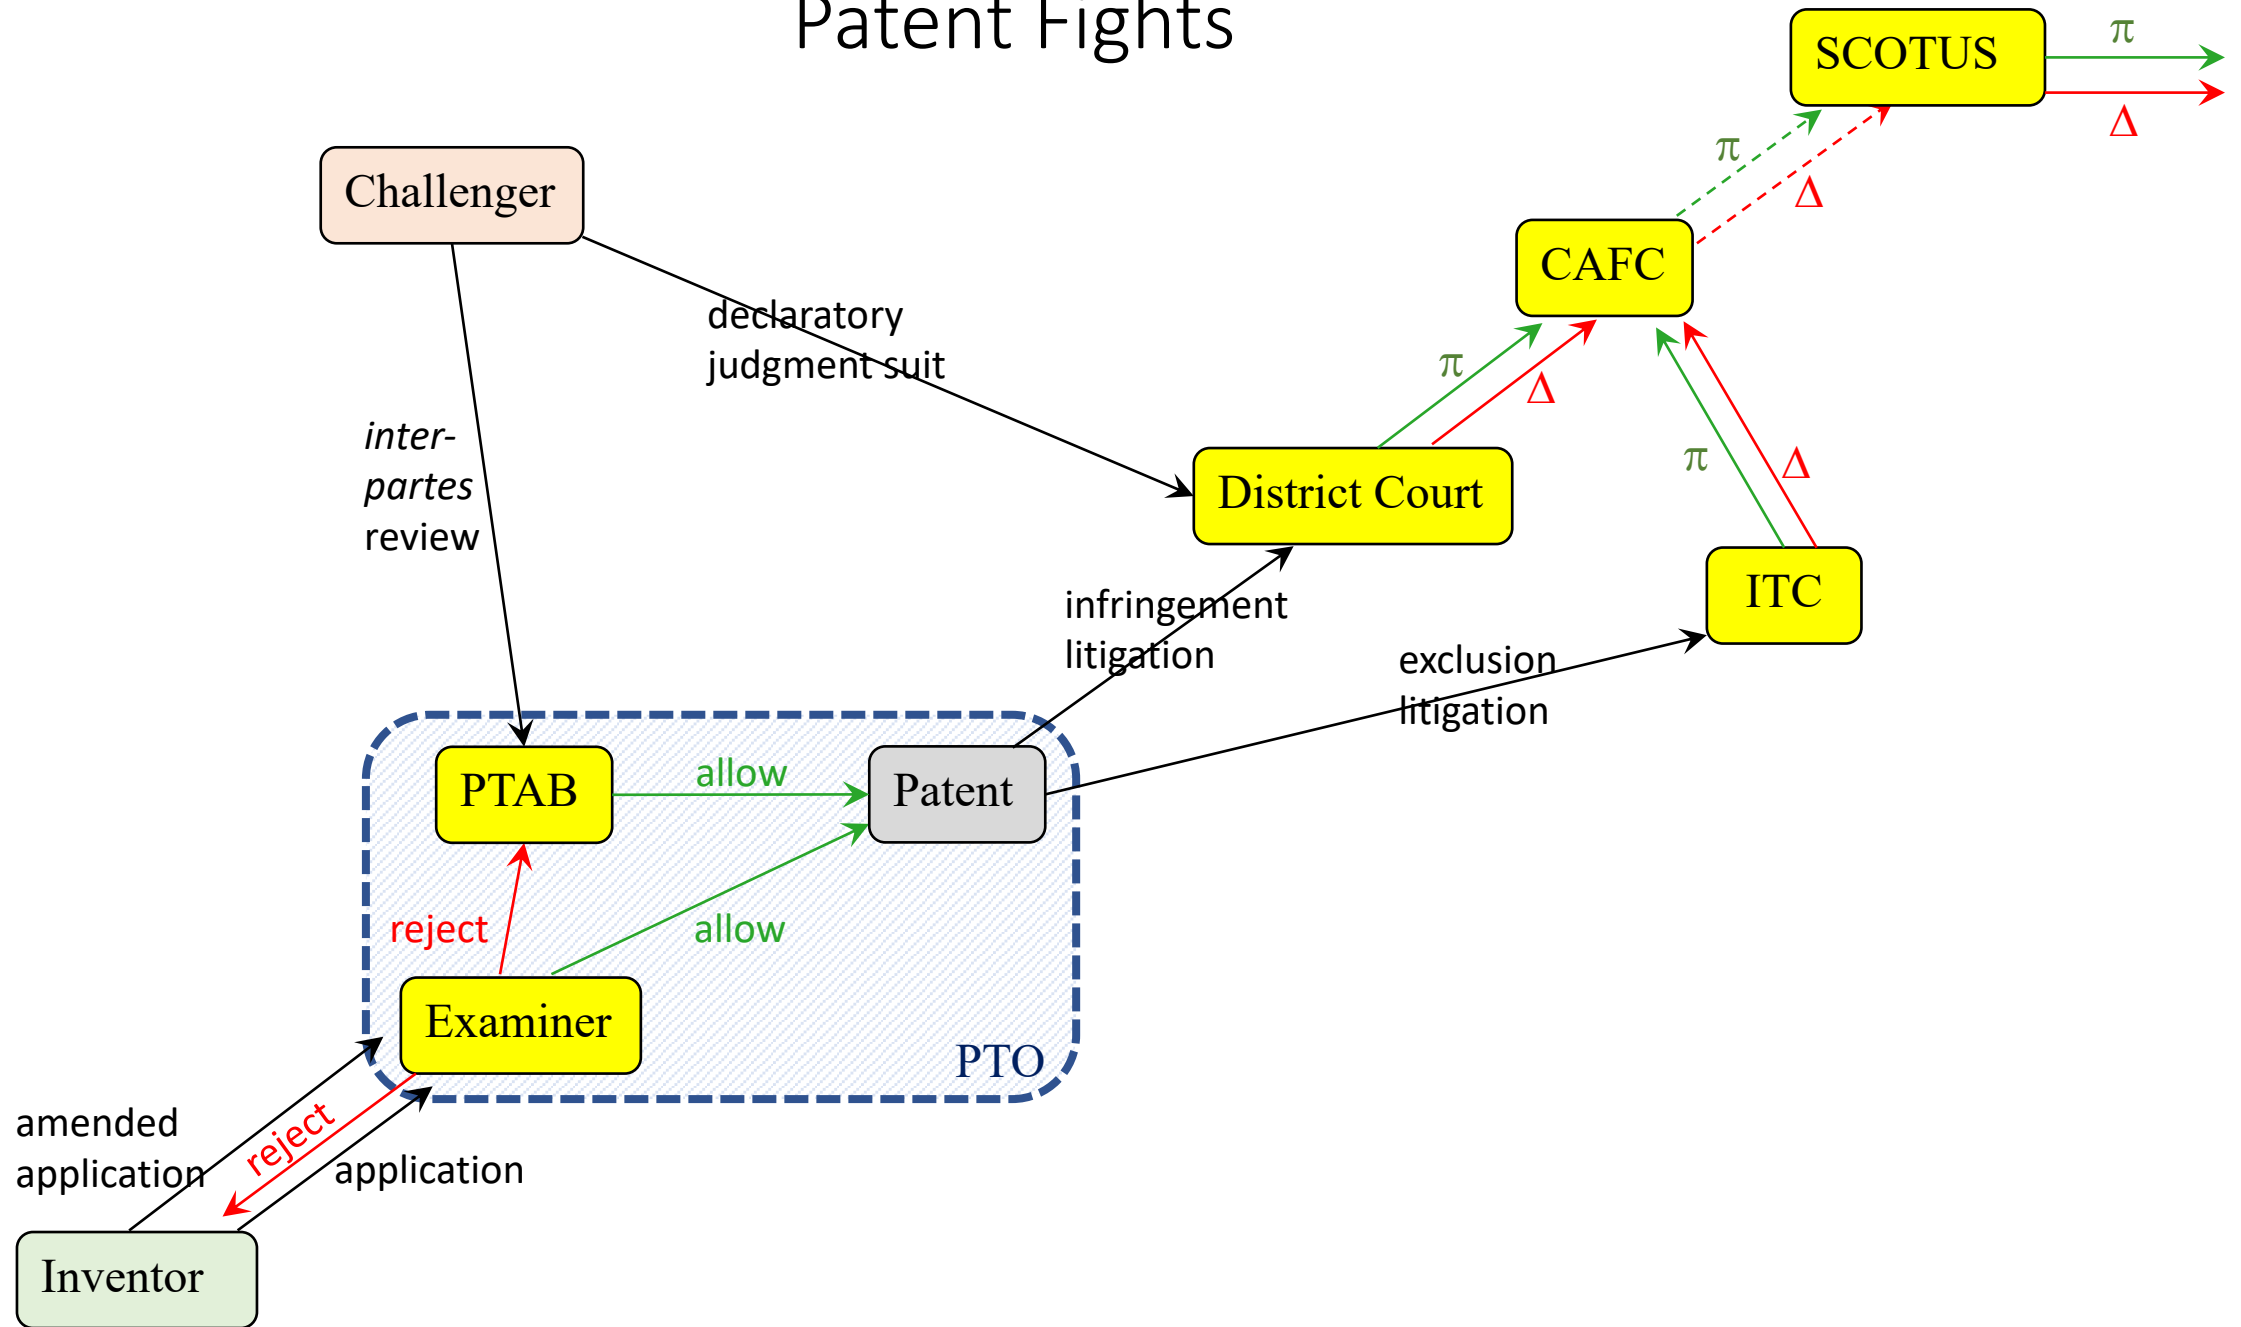 Patent Fights
SCOTUS
π
Δ
π
Δ
Challenger
CAFC
declaratory
judgment suit
π
Δ
inter-
partes
review
π
Δ
District Court
ITC
infringement
litigation
exclusion
litigation
PTAB
allow
Patent
reject
allow
Examiner
PTO
amended
application
reject
application
Inventor